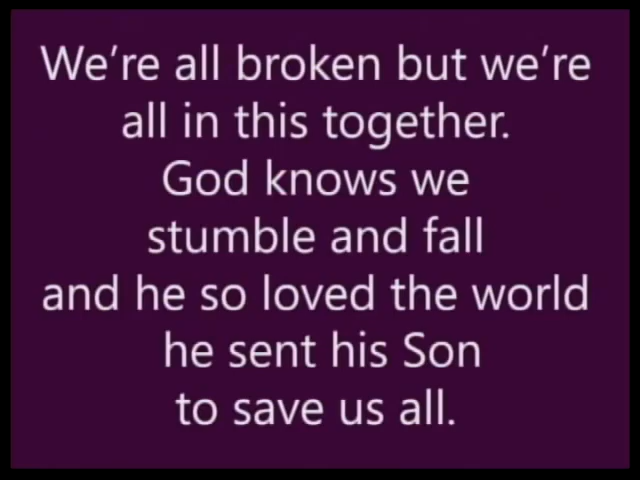 We're all broken but we're
all in this together.
God knows we
stumble and fall
and he so loved the world
he sent his Son
to save us all.